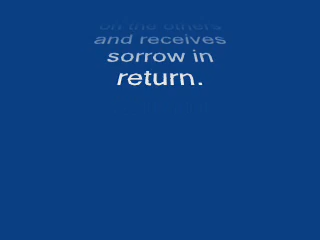 on the others
and receives
sorrow in
return.